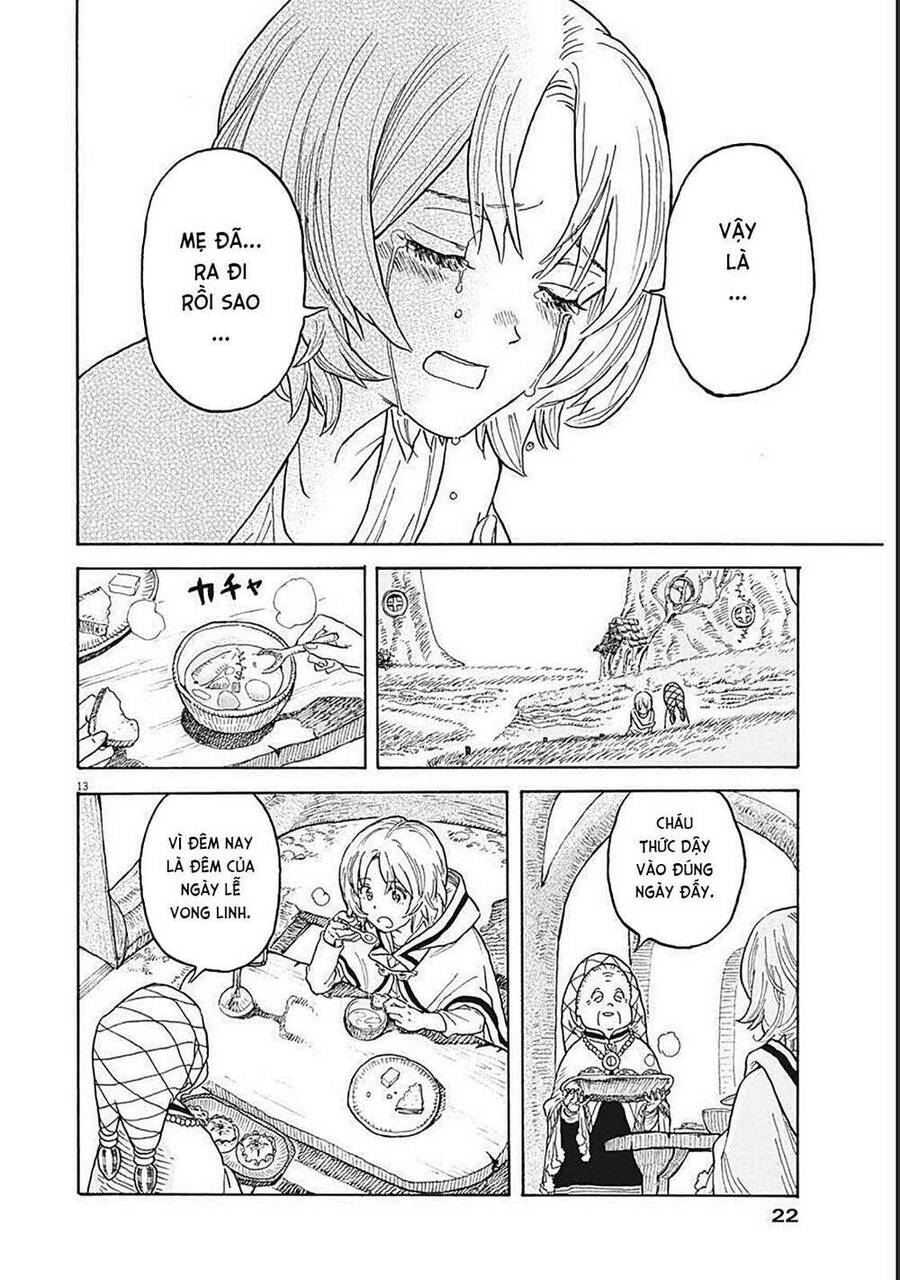 VẬY
LÀ
...
MẸ ĐÃ...
RA ĐI
RỒI SAO
...
カチャ
13
CHÁU
THỨC DẬY
VÀO ĐÚNG
NGÀY ĐẤY.
VÌ ĐÊM NAY
LÀ ĐÊM CỦA
NGÀY LỄ
VONG LINH.
22